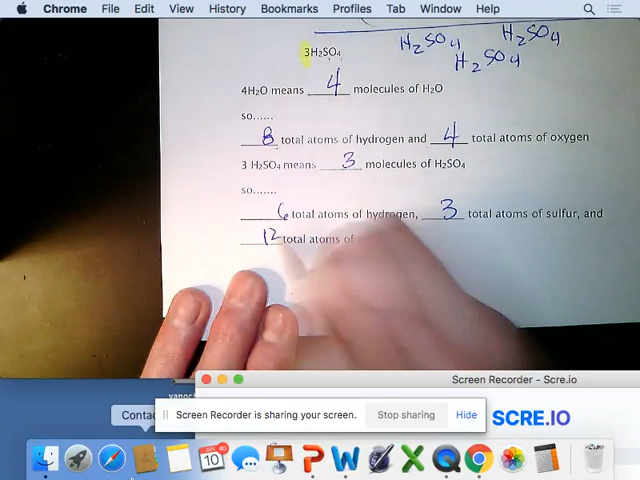 Chrome File Edit View History Bookmarks Profiles Tab Window Help
H₂SO₄ H₂SO₄
3H₂SO₄ H₂SO₄
4H₂O means 4 molecules of H₂O
so.......
8 total atoms of hydrogen and 4 total atoms of oxygen
3 H₂SO₄ means 3 molecules of H₂SO₄
so.......
6 total atoms of hydrogen, 3 total atoms of sulfur, and
12 total atoms of
Screen Recorder - Scre.io
Screen Recorder is sharing your screen. Stop sharing Hide
SCRE.IO
10